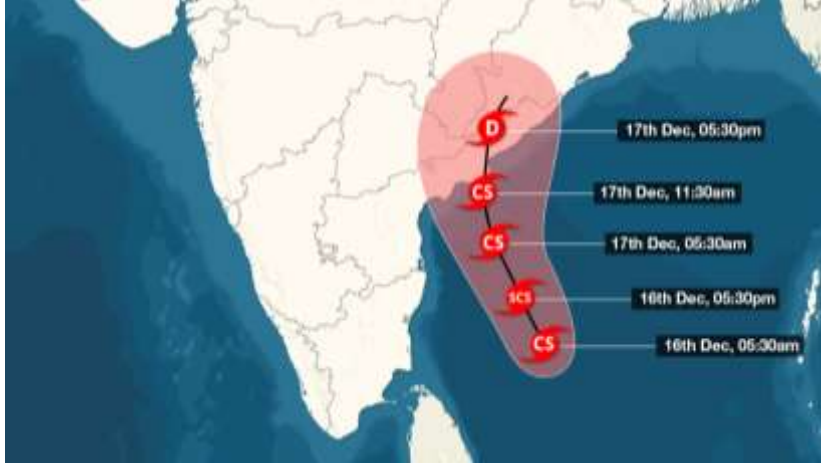 D
17th Dec, 05:30pm
CS
17th Dec, 11:30am
CS
17th Dec, 05:30am
SCS
16th Dec, 05:30pm
CS
16th Dec, 05:30am